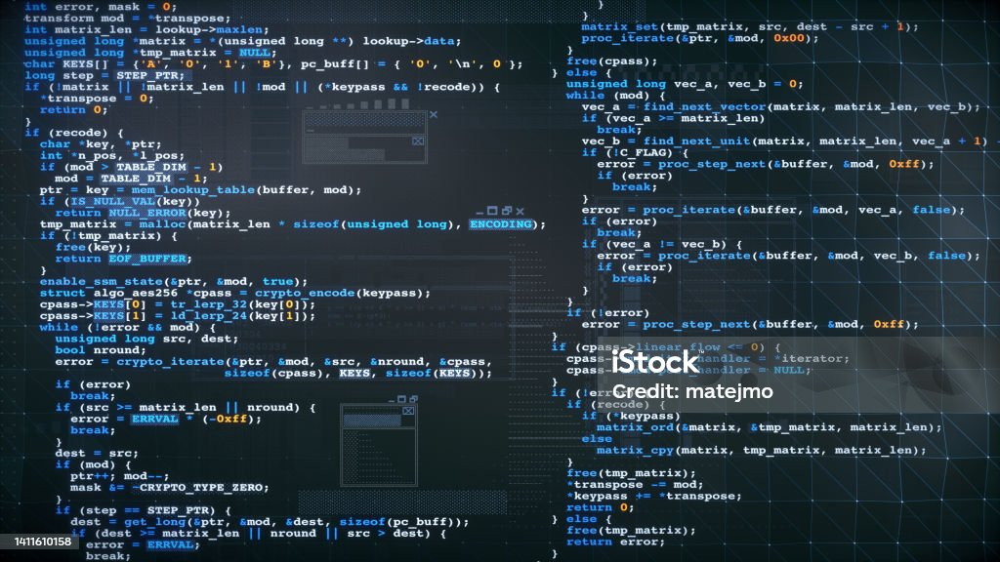 int error, mask = 0;
transform mod = *transpose;
int matrix_len = lookup->maxlen;
unsigned long *matrix = *(unsigned long **) lookup->data;
unsigned long *tmp_matrix = NULL;
char KEYS[] = {'A', 'O', '1', 'B'}, pc_buff[] = { 'O', '\n', 0 };
long step = STEP_PTR;
if (!matrix || !matrix_len || !mod || (*keypass && !recode)) {
*transpose = 0;
return 0;
}
if (recode) {
char *key, *ptr;
int *n_pos, *l_pos;
if (mod > TABLE_DIM - 1)
mod = TABLE_DIM - 1;
ptr = key = mem_lookup_table(buffer, mod);
if (IS_NULL_VAL(key))
return NULL_ERROR(key);
tmp_matrix = malloc(matrix_len * sizeof(unsigned long), ENCODING);
if (!tmp_matrix) {
free(key);
return EOF_BUFFER;
}
enable_ssm_state(&ptr, &mod, true);
struct algo_aes256 *cpass = crypto_encode(keypass);
cpass->KEYS[0] = tr_lerp_32(key[0]);
cpass->KEYS[1] = ld_lerp_24(key[1]);
while (!error && mod) {
unsigned long src, dest;
bool nround;
error = crypto_iterate(&ptr, &mod, &src, &nround, &cpass,
sizeof(cpass), KEYS, sizeof(KEYS));
if (error)
break;
if (src >= matrix_len || nround) {
error = ERRVAL * (-0xff);
break;
}
dest = src;
if (mod) {
ptr++; mod--;
mask &= ~CRYPTO_TYPE_ZERO;
}
if (step == STEP_PTR) {
dest = get_long(&ptr, &mod, &dest, sizeof(pc_buff));
if (dest >= matrix_len || nround || src > dest) {
error = ERRVAL;
break;
}
matrix_set(tmp_matrix, src, dest - src + 1);
proc_iterate(&ptr, &mod, 0x00);
}
free(cpass);
} else {
unsigned long vec_a, vec_b = 0;
while (mod) {
vec_a = find_next_vector(matrix, matrix_len, vec_b);
if (vec_a >= matrix_len)
break;
vec_b = find_next_unit(matrix, matrix_len, vec_a + 1)
if (!C_FLAG) {
error = proc_step_next(&buffer, &mod, 0xff);
if (error)
break;
}
error = proc_iterate(&buffer, &mod, vec_a, false);
if (error)
break;
if (vec_a != vec_b) {
error = proc_iterate(&buffer, &mod, vec_b, false);
if (error)
break;
}
}
if (!error)
error = proc_step_next(&buffer, &mod, 0xff);
}
if (cpass->linear_flow <= 0) {
cpass handler = *iterator;
cpass handler = NULL;
}
if (!error
if (recode) {
if (*keypass)
matrix_ord(&matrix, &tmp_matrix, matrix_len);
else
matrix_cpy(matrix, tmp_matrix, matrix_len);
}
free(tmp_matrix);
*transpose -= mod;
*keypass += *transpose;
return 0;
} else {
free(tmp_matrix);
return error;
}
iStock™
Credit: matejmo
1411610158